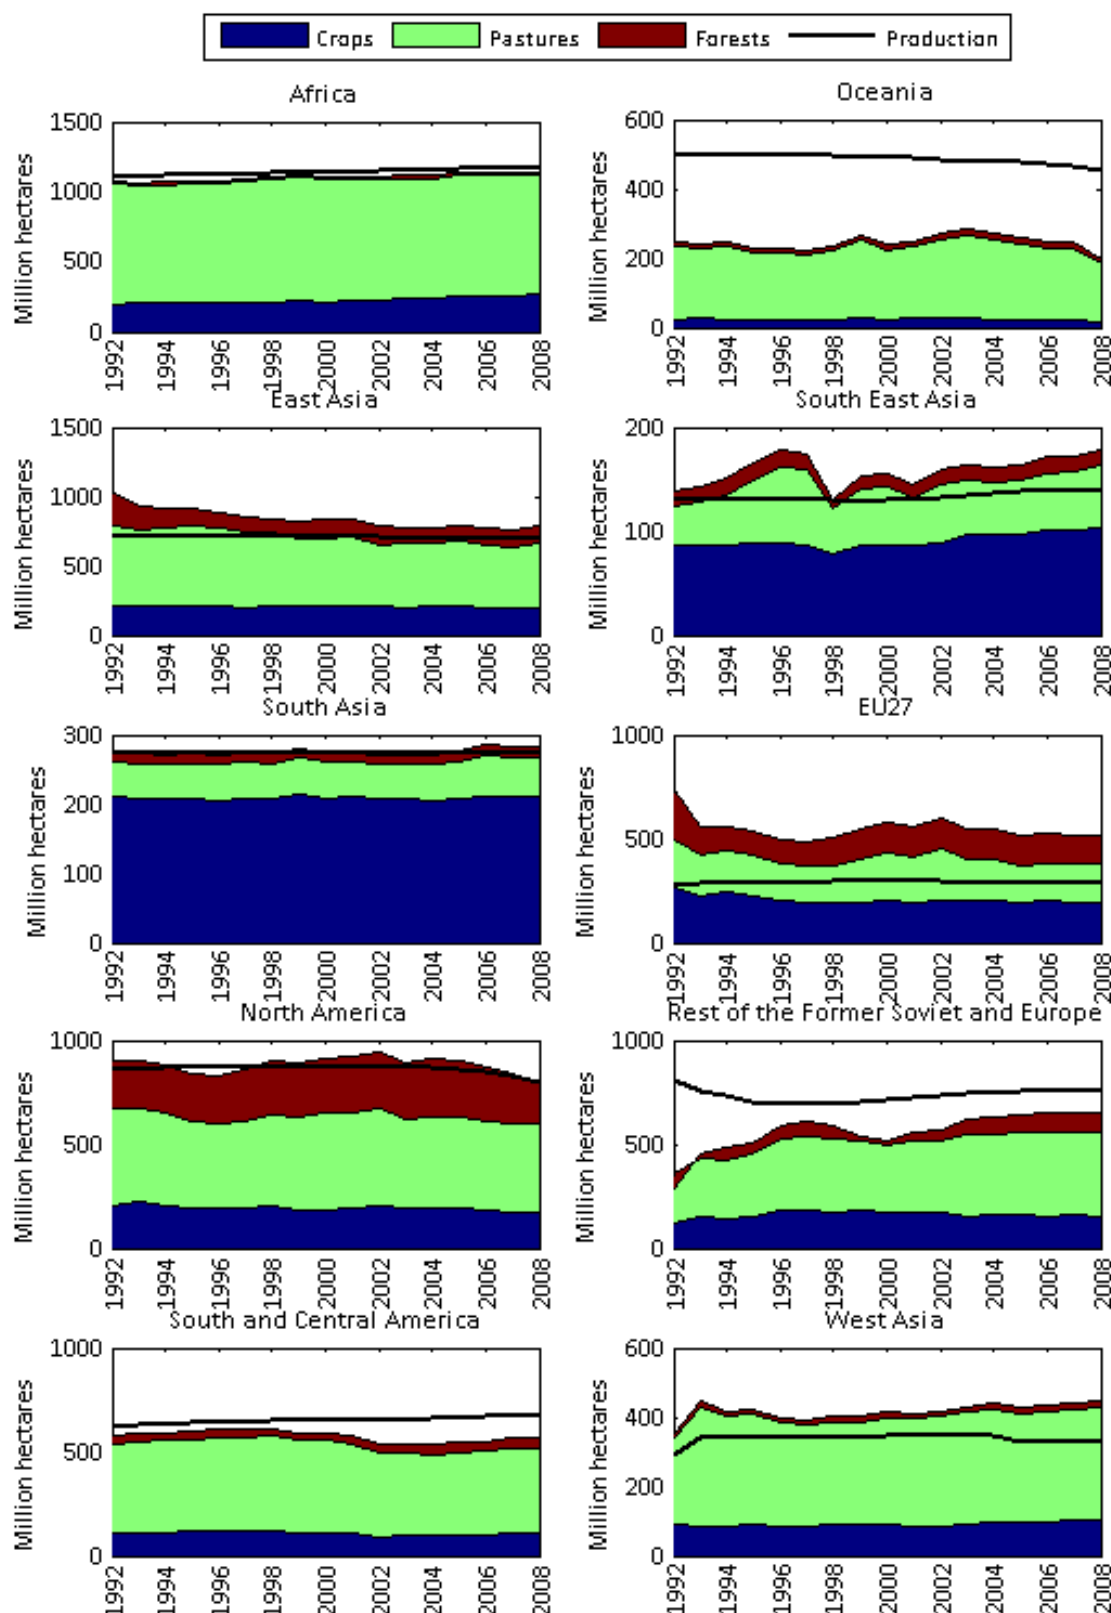 Crops Pastures Forests Production
Africa
Million hectares
1500
1000
500
0
1992 1994 1996 1998 2000 2002 2004 2006 2008
Oceania
Million hectares
600
400
200
0
1992 1994 1996 1998 2000 2002 2004 2006 2008
East Asia
Million hectares
1500
1000
500
0
1992 1994 1996 1998 2000 2002 2004 2006 2008
South East Asia
Million hectares
200
100
0
1992 1994 1996 1998 2000 2002 2004 2006 2008
South Asia
Million hectares
300
200
100
0
1992 1994 1996 1998 2000 2002 2004 2006 2008
EU27
Million hectares
1000
500
0
1992 1994 1996 1998 2000 2002 2004 2006 2008
North America
Million hectares
1000
500
0
1992 1994 1996 1998 2000 2002 2004 2006 2008
Rest of the Former Soviet and Europe
Million hectares
1000
500
0
1992 1994 1996 1998 2000 2002 2004 2006 2008
South and Central America
Million hectares
1000
500
0
1992 1994 1996 1998 2000 2002 2004 2006 2008
West Asia
Million hectares
600
400
200
0
1992 1994 1996 1998 2000 2002 2004 2006 2008